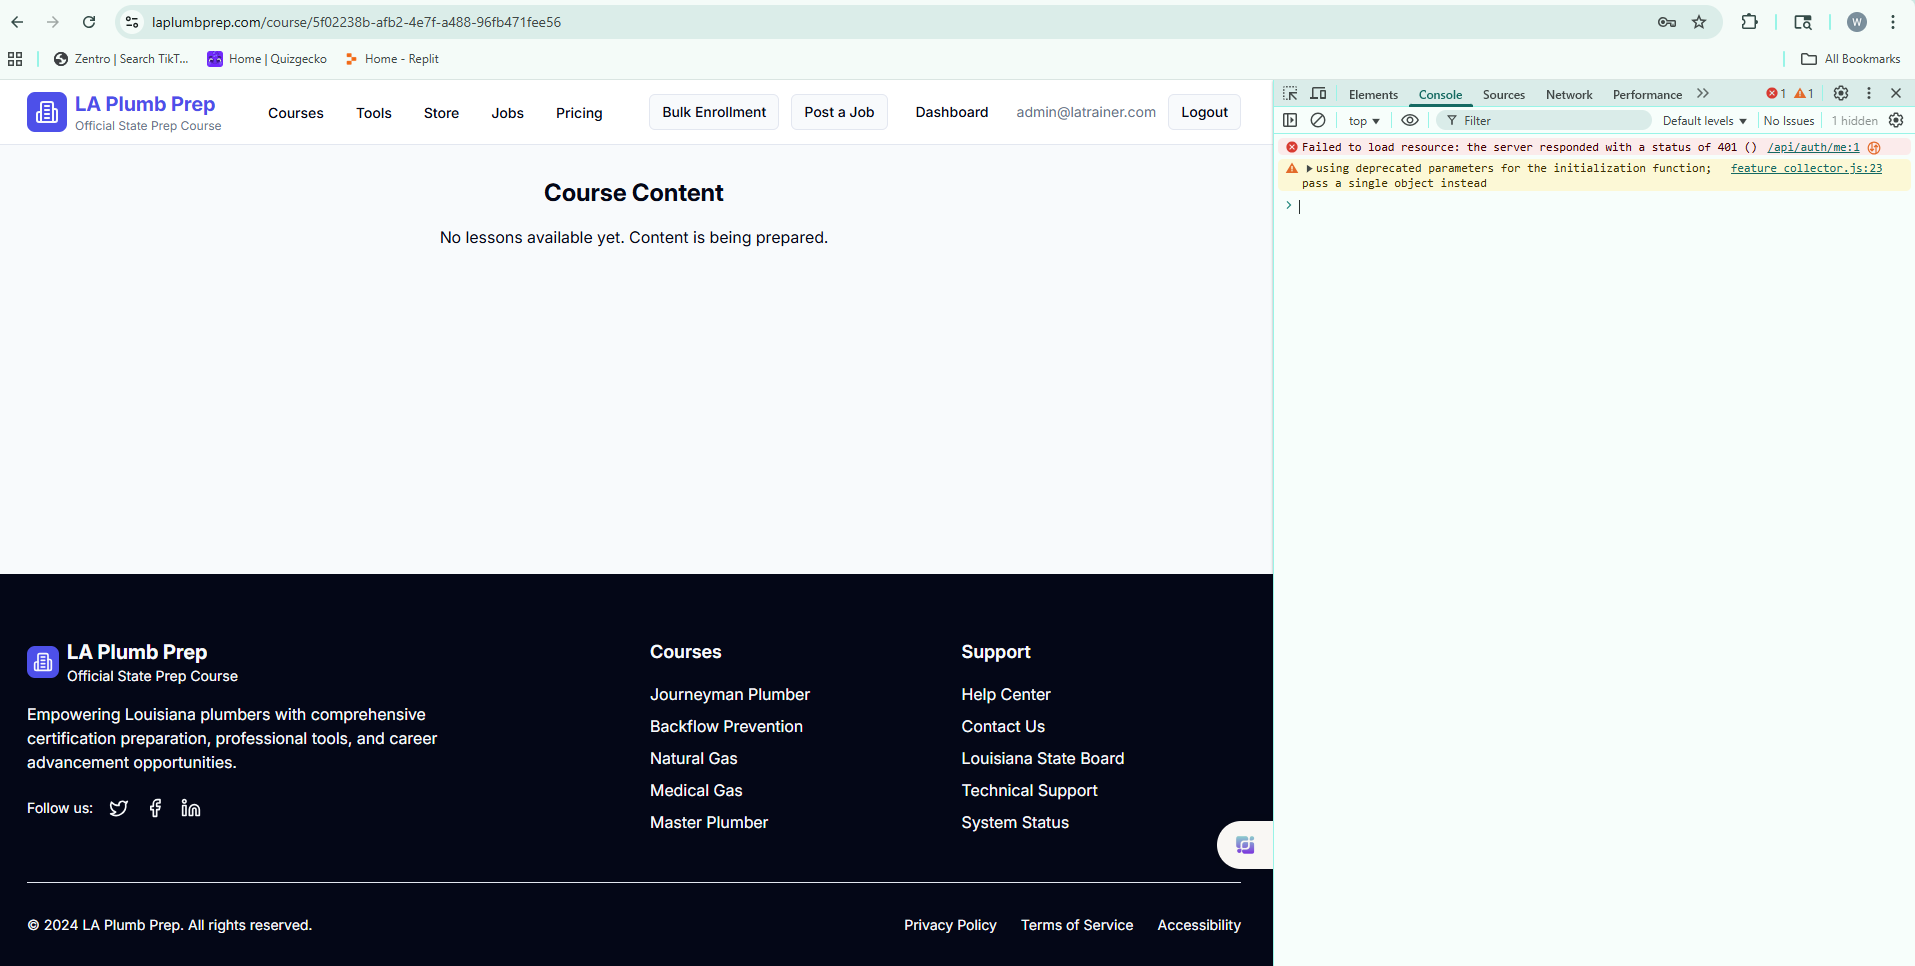 laplumbprep.com/course/5f02238b-afb2-4e7f-a488-96fb471fee56
W
Zentro | Search TikT...
Home | Quizgecko
Home - Replit
All Bookmarks
LA Plumb Prep
Official State Prep Course
Courses
Tools
Store
Jobs
Pricing
Bulk Enrollment
Post a Job
Dashboard
admin@latrainer.com
Logout
Course Content
No lessons available yet. Content is being prepared.
Elements
Console
Sources
Network
Performance
1
1
top
Filter
Default levels
No Issues
1 hidden
Failed to load resource: the server responded with a status of 401 () /api/auth/me:1
using deprecated parameters for the initialization function; feature collector.js:23
pass a single object instead
LA Plumb Prep
Official State Prep Course
Empowering Louisiana plumbers with comprehensive
certification preparation, professional tools, and career
advancement opportunities.
Follow us:
Courses
Journeyman Plumber
Backflow Prevention
Natural Gas
Medical Gas
Master Plumber
Support
Help Center
Contact Us
Louisiana State Board
Technical Support
System Status
© 2024 LA Plumb Prep. All rights reserved.
Privacy Policy
Terms of Service
Accessibility